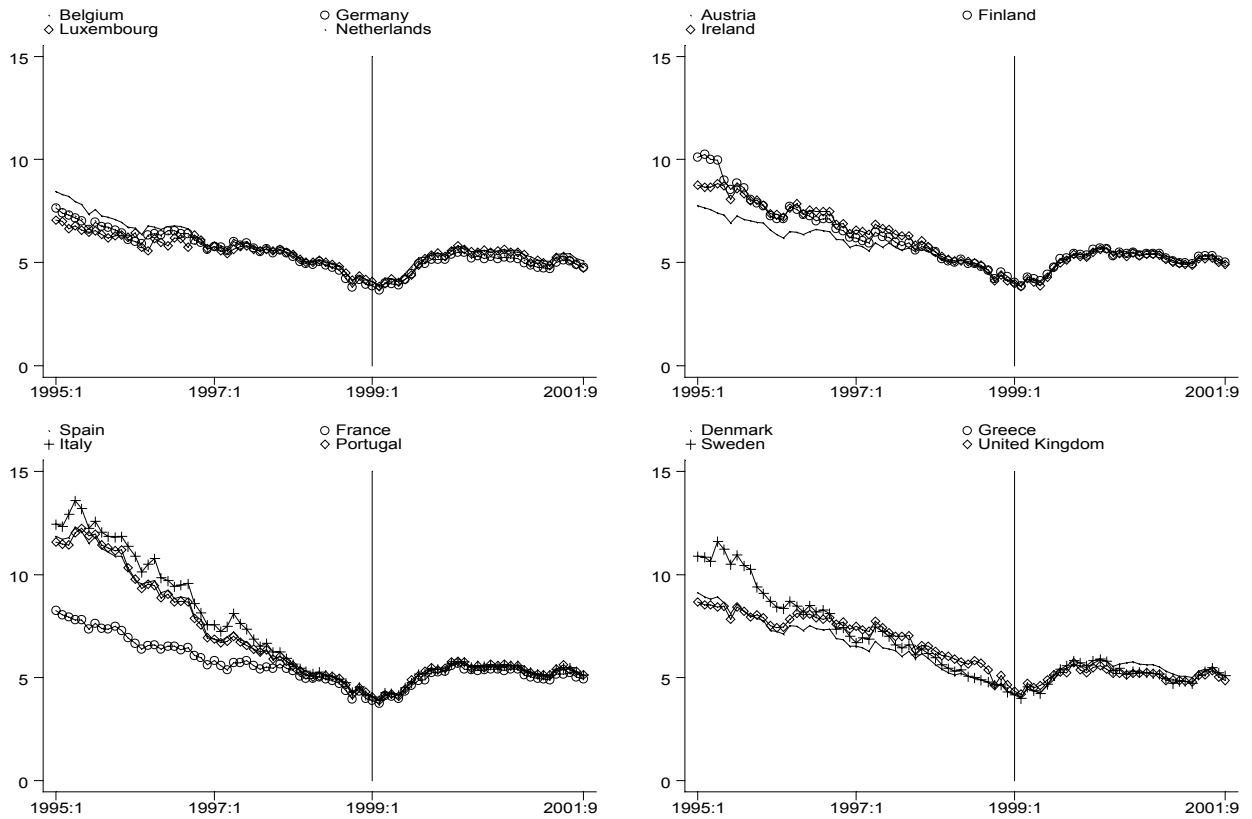 Belgium Germany
Luxembourg Netherlands
15
10
5
0
1995:1 1997:1 1999:1 2001:9
Austria Finland
Ireland
15
10
5
0
1995:1 1997:1 1999:1 2001:9
Spain France
Italy Portugal
15
10
5
0
1995:1 1997:1 1999:1 2001:9
Denmark Greece
Sweden United Kingdom
15
10
5
0
1995:1 1997:1 1999:1 2001:9